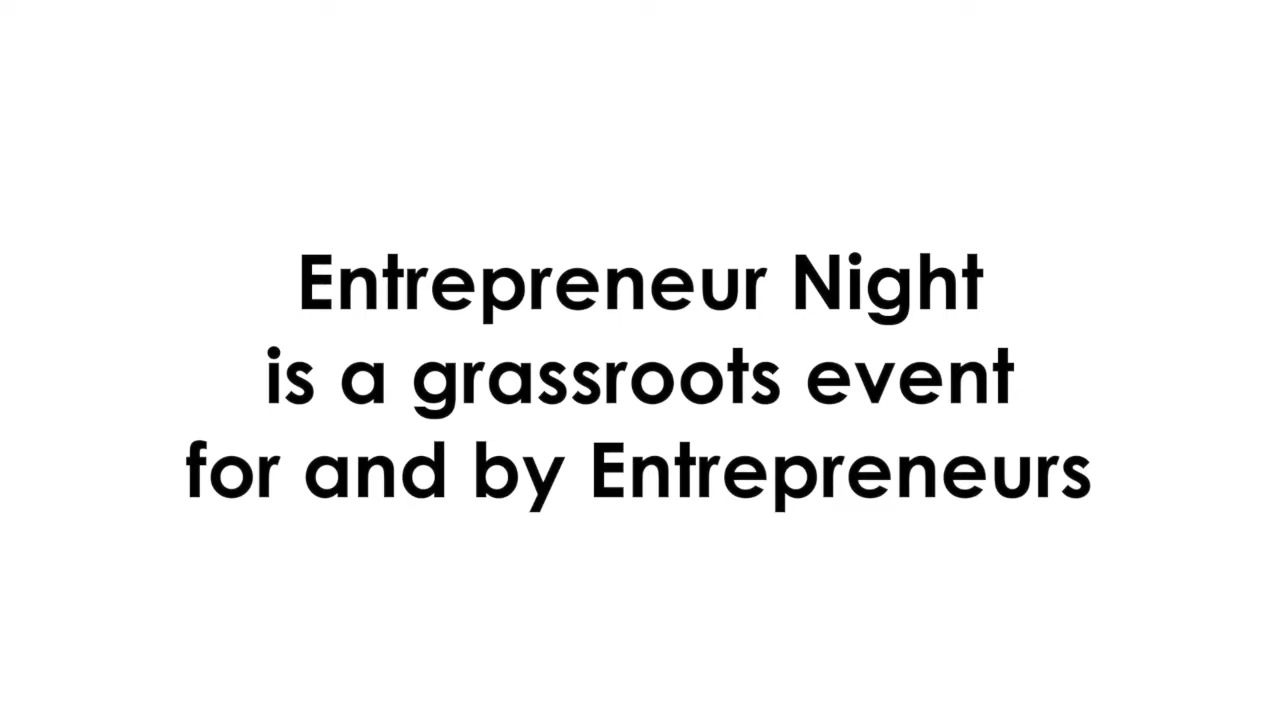 Entrepreneur Night
is a grassroots event
for and by Entrepreneurs